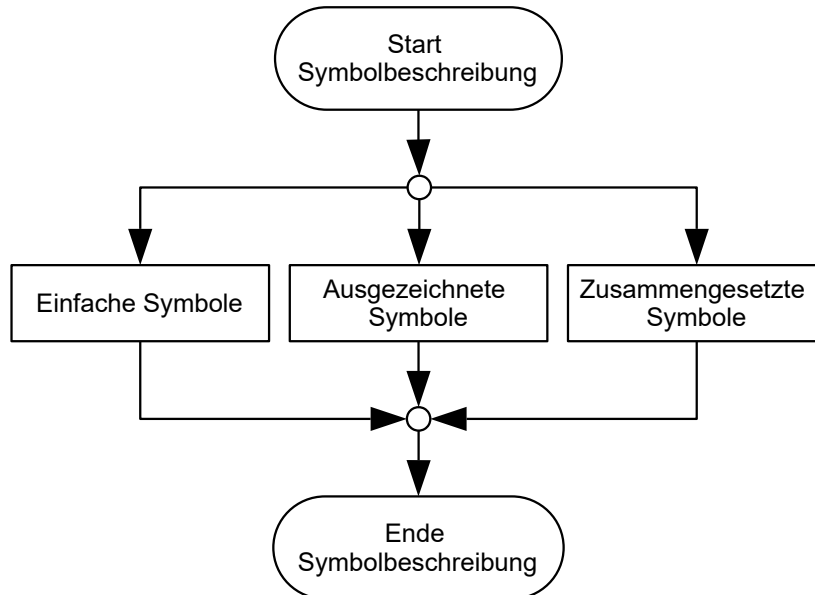 Start
Symbolbeschreibung
Einfache Symbole
Ausgezeichnete
Symbole
Zusammengesetzte
Symbole
Ende
Symbolbeschreibung